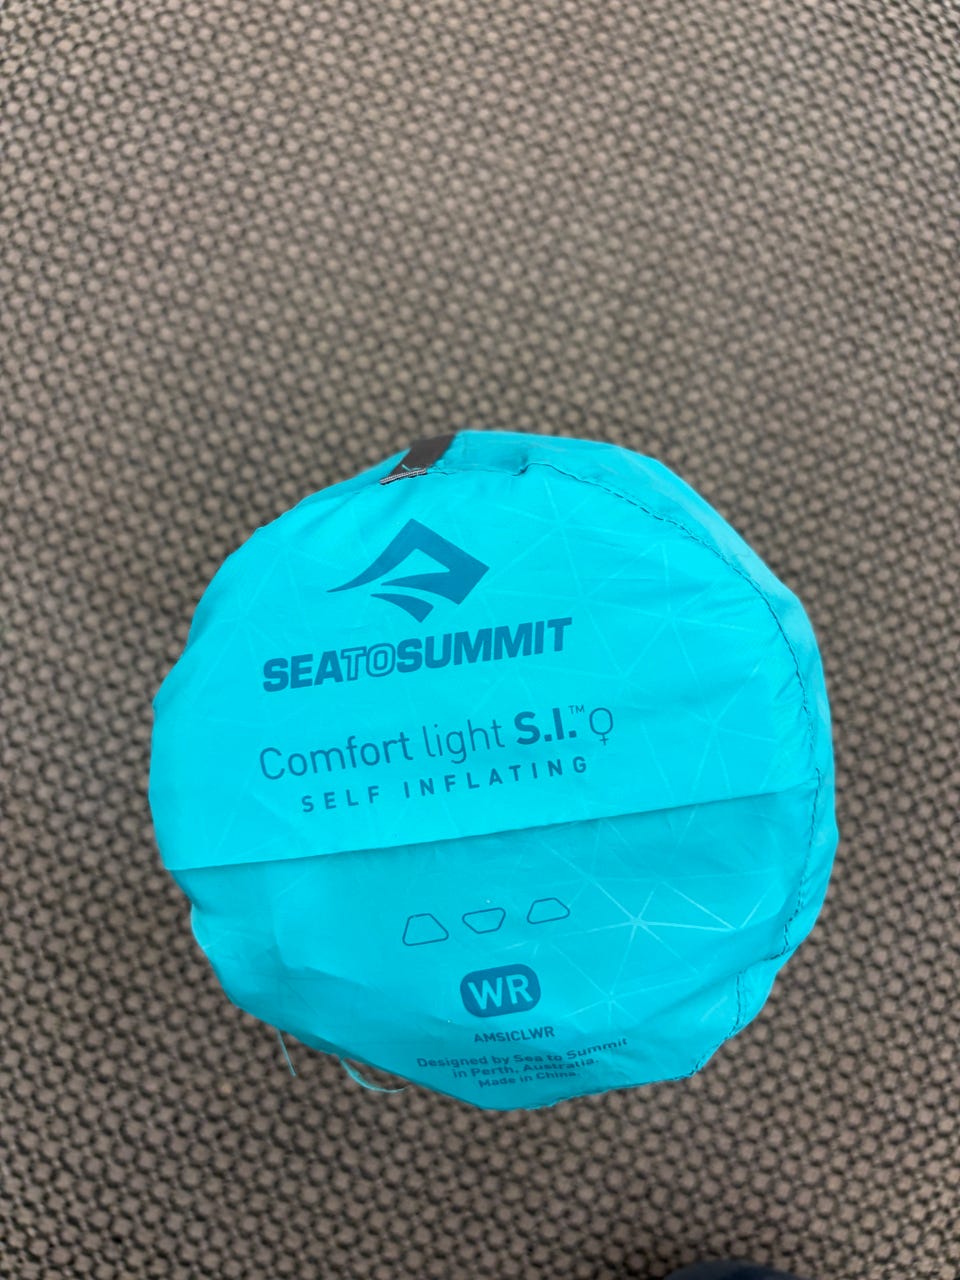 SEATOSUMMIT
Comfort light S.I.™♀
SELF INFLATING
WR
AMSICLWR
Designed by Sea to Summit
in Perth, Australia.
Made in China.